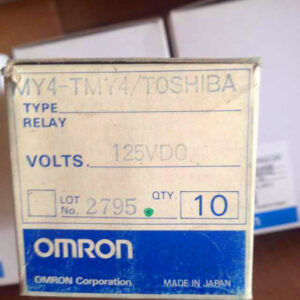 MY4-TMY4/TOSHIBA
TYPE
RELAY
VOLTS. 125VDC
LOT No. 2795. QTY. 10
OMRON
OMRON Corporation MADE IN JAPAN